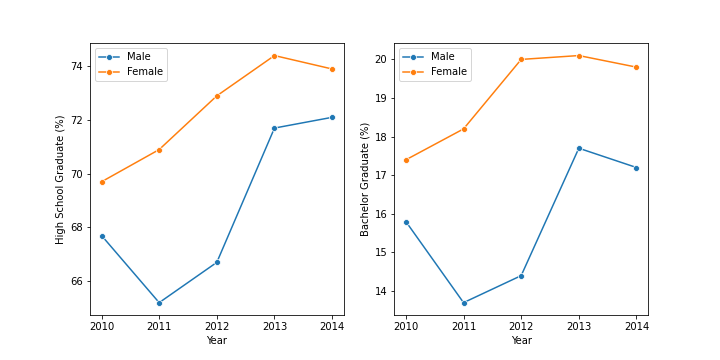 Male
Female
High School Graduate (%)
74
72
70
68
66
2010 2011 2012 2013 2014
Year
Male
Female
Bachelor Graduate (%)
20
19
18
17
16
15
14
2010 2011 2012 2013 2014
Year